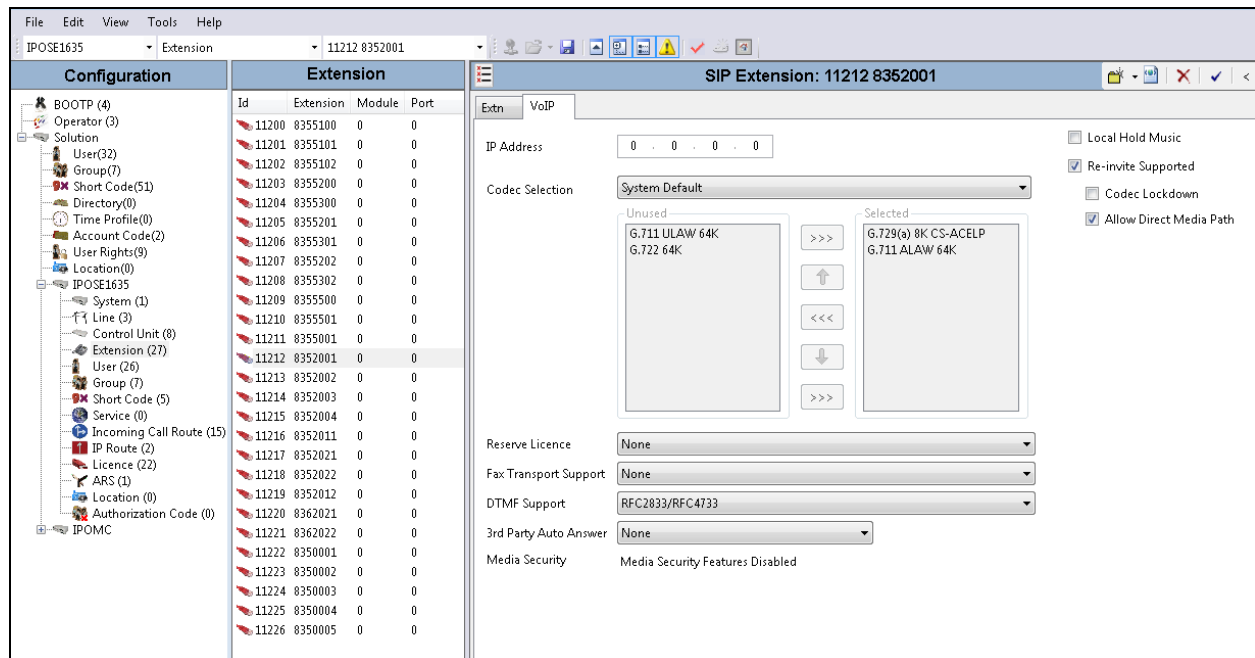 File Edit View Tools Help
IPOSE1635 Extension 11212 8352001
Configuration
BOOTP (4)
Operator (3)
Solution
User(32)
Group(7)
Short Code(51)
Directory(0)
Time Profile(0)
Account Code(2)
User Rights(9)
Location(0)
IPOSE1635
System (1)
Line (3)
Control Unit (8)
Extension (27)
User (26)
Group (7)
Short Code (5)
Service (0)
Incoming Call Route (15)
IP Route (2)
Licence (22)
ARS (1)
Location (0)
Authorization Code (0)
IPOMC
Extension
Id Extension Module Port
11200 8355100 0 0
11201 8355101 0 0
11202 8355102 0 0
11203 8355200 0 0
11204 8355300 0 0
11205 8355201 0 0
11206 8355301 0 0
11207 8355202 0 0
11208 8355302 0 0
11209 8355500 0 0
11210 8355501 0 0
11211 8355001 0 0
11212 8352001 0 0
11213 8352002 0 0
11214 8352003 0 0
11215 8352004 0 0
11216 8352011 0 0
11217 8352021 0 0
11218 8352022 0 0
11219 8352012 0 0
11220 8362021 0 0
11221 8362022 0 0
11222 8350001 0 0
11223 8350002 0 0
11224 8350003 0 0
11225 8350004 0 0
11226 8350005 0 0
SIP Extension: 11212 8352001
Extn VoIP
IP Address 0 . 0 . 0 . 0
Codec Selection System Default
Unused
G.711 ULAW 64K
G.722 64K
>>>
<<<
>>>
Selected
G.729(a) 8K CS-ACELP
G.711 ALAW 64K
Reserve Licence None
Fax Transport Support None
DTMF Support RFC2833/RFC4733
3rd Party Auto Answer None
Media Security Media Security Features Disabled
Local Hold Music
Re-invite Supported
Codec Lockdown
Allow Direct Media Path